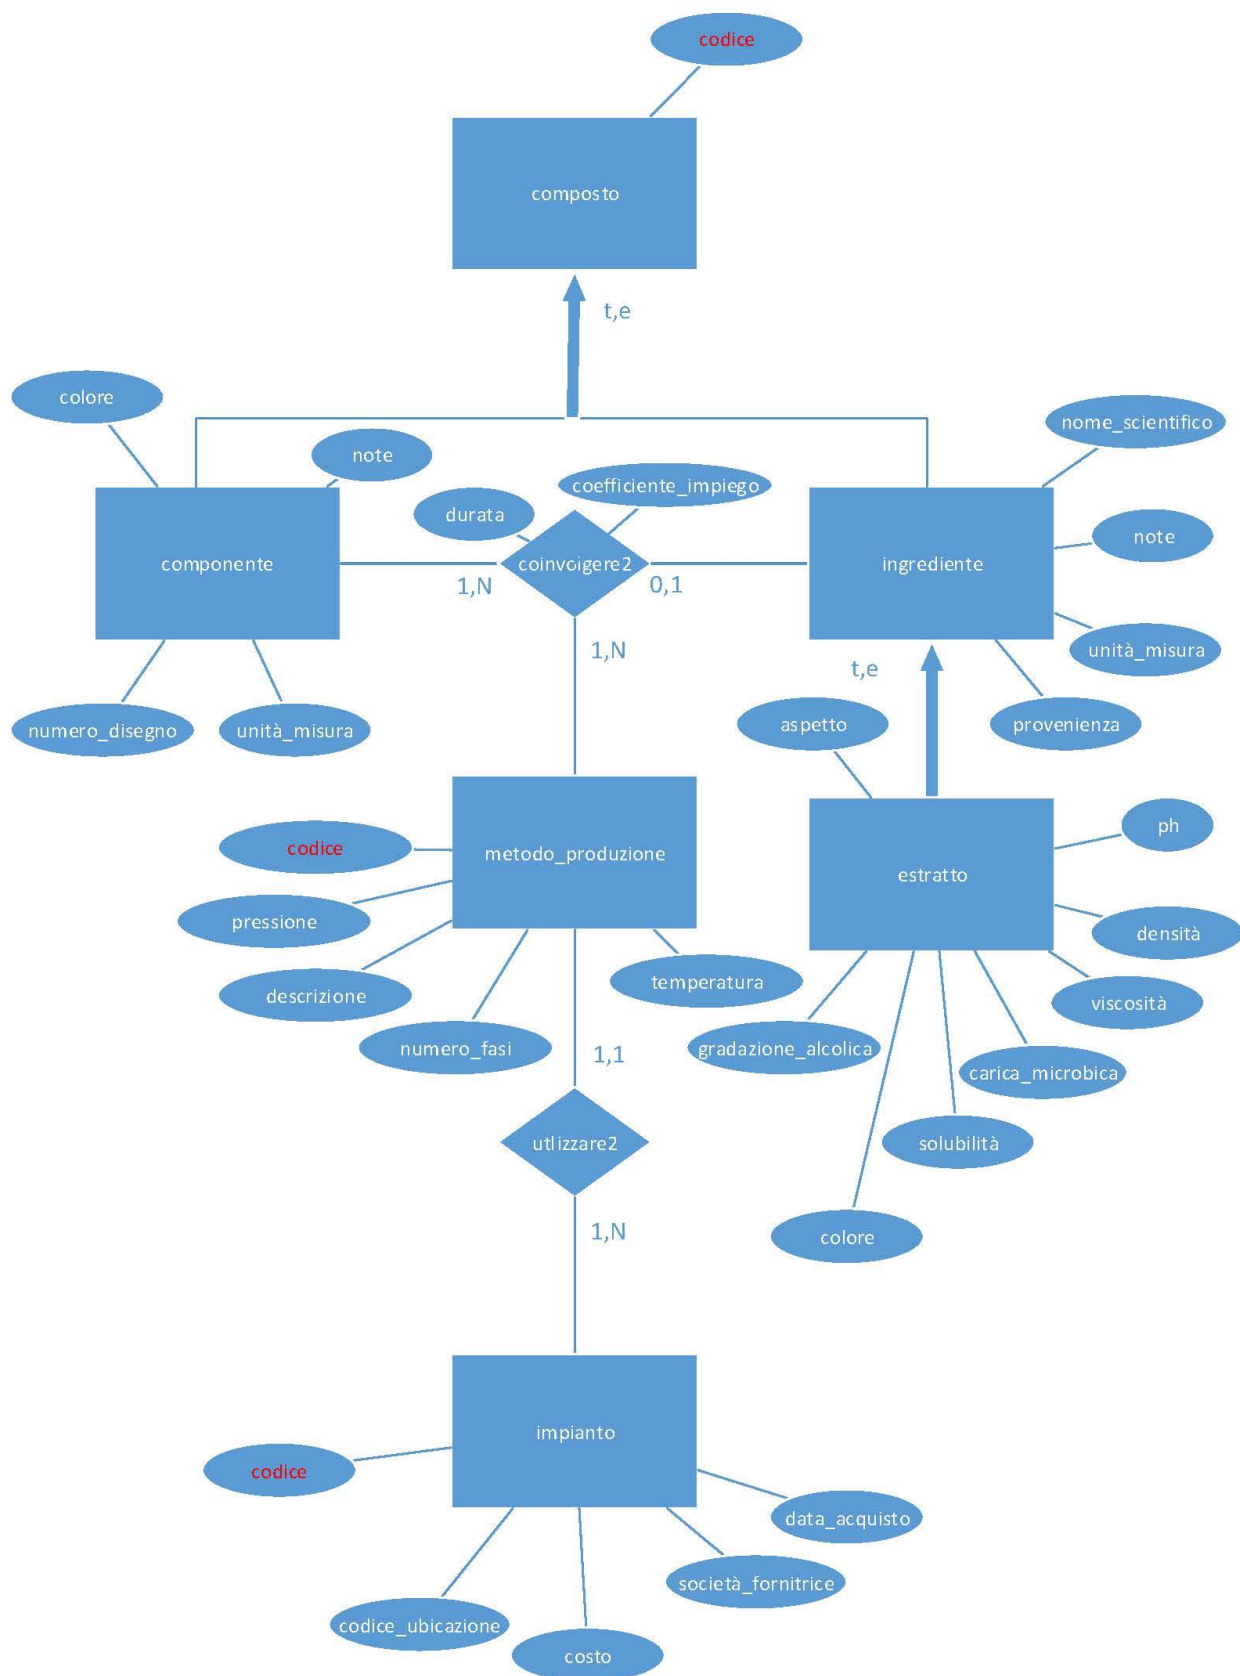 codice
composto
t,e
colore
note
nome_scientifico
coefficiente_impiego
durata
note
componente
coinvolgere2
ingrediente
1,N
0,1
1,N
unità_misura
t,e
numero_disegno
unità_misura
aspetto
provenienza
ph
codice
metodo_produzione
estratto
pressione
densità
descrizione
temperatura
viscosità
numero_fasi
1,1
gradazione_alcolica
carica_microbica
utlizzare2
solubilità
1,N
colore
impianto
codice
data_acquisto
società_fornitrice
codice_ubicazione
costo